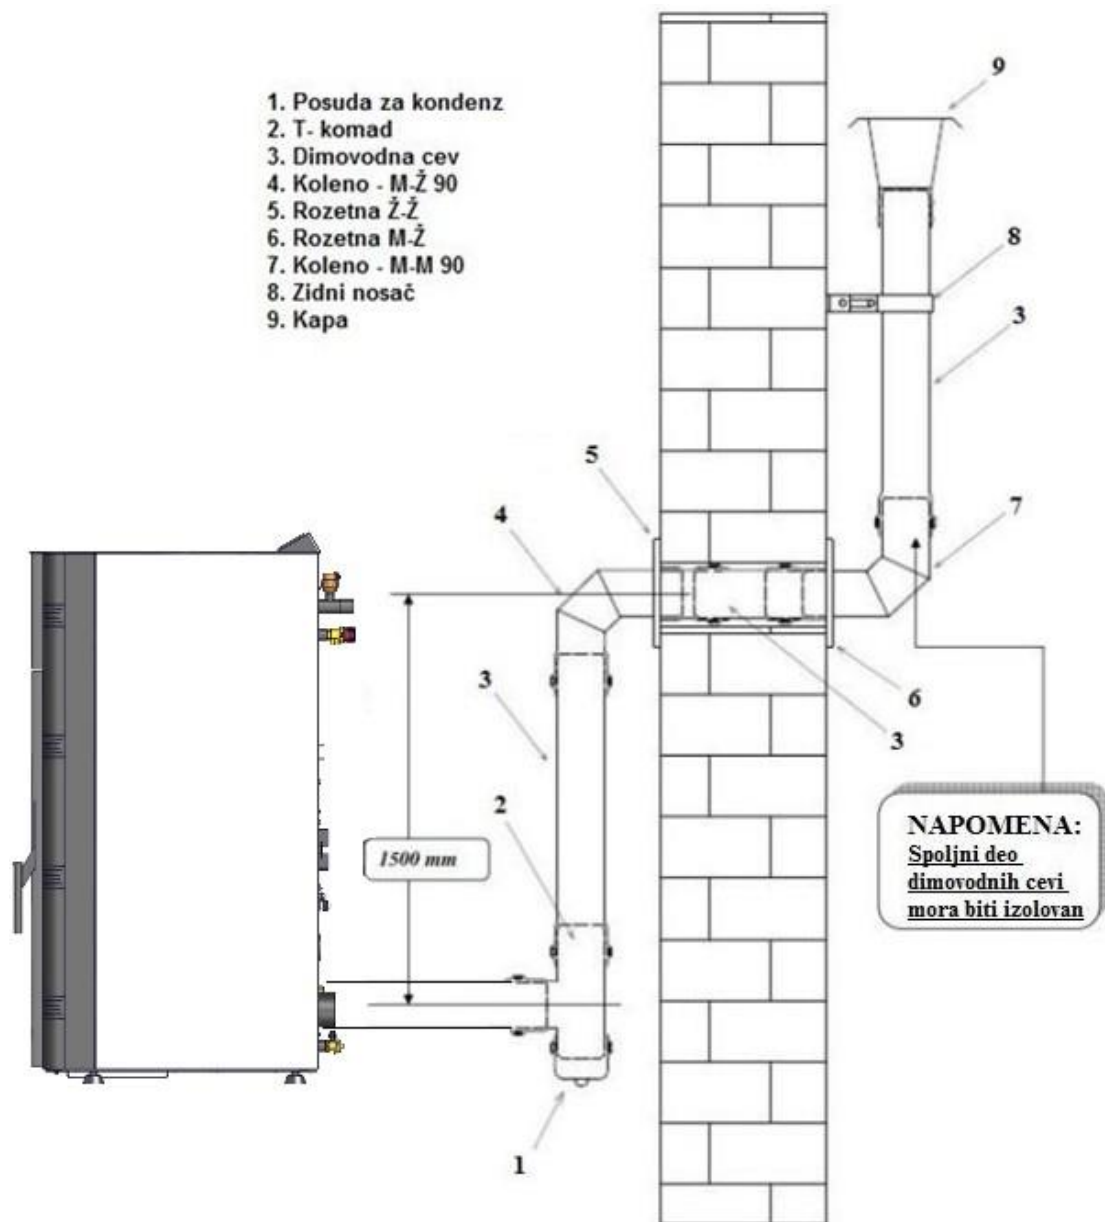 1. Posuda za kondenz
2. T- komad
3. Dimovodna cev
4. Koleno - M-Ž 90
5. Rozetna Ž-Ž
6. Rozetna M-Ž
7. Koleno - M-M 90
8. Zidni nosač
9. Kapa
9
8
3
5
4
7
3
6
3
2
1500 mm
NAPOMENA:
Spoljni deo
dimovodnih cevi
mora biti izolovan
1